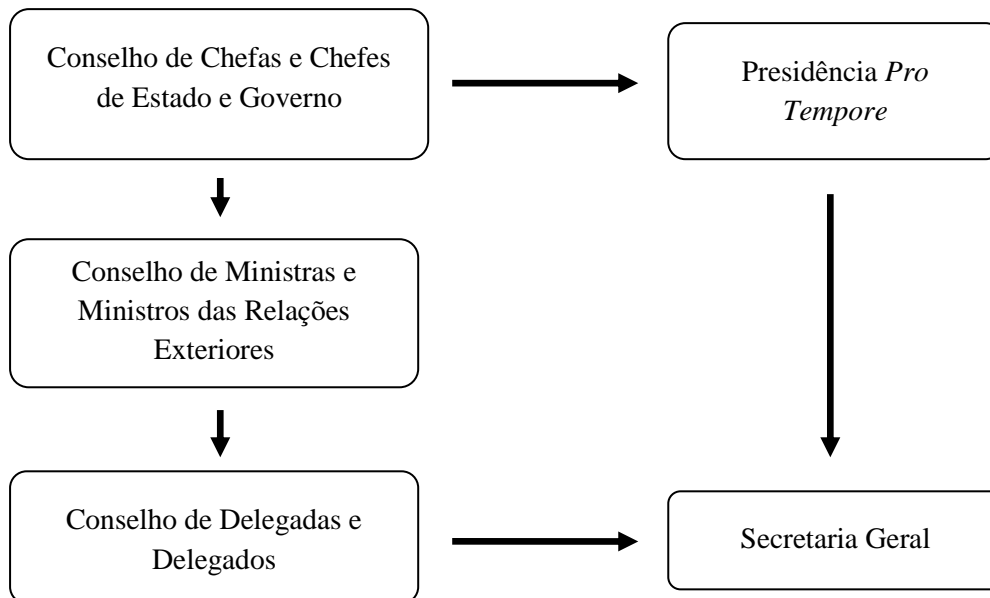 Conselho de Chefas e Chefes
de Estado e Governo
Presidência Pro
Tempore
Conselho de Ministras e
Ministros das Relações
Exteriores
Conselho de Delegadas e
Delegados
Secretaria Geral